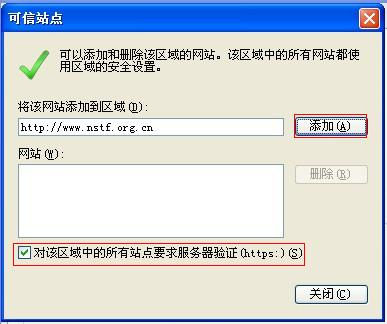 可信站点
可以添加和删除该区域的网站。该区域中的所有网站都使
用区域的安全设置。
将该网站添加到区域(D):
http://www.nstf.org.cn
添加(A)
网站(W):
删除(R)
对该区域中的所有站点要求服务器验证(https:)(S)
关闭(C)